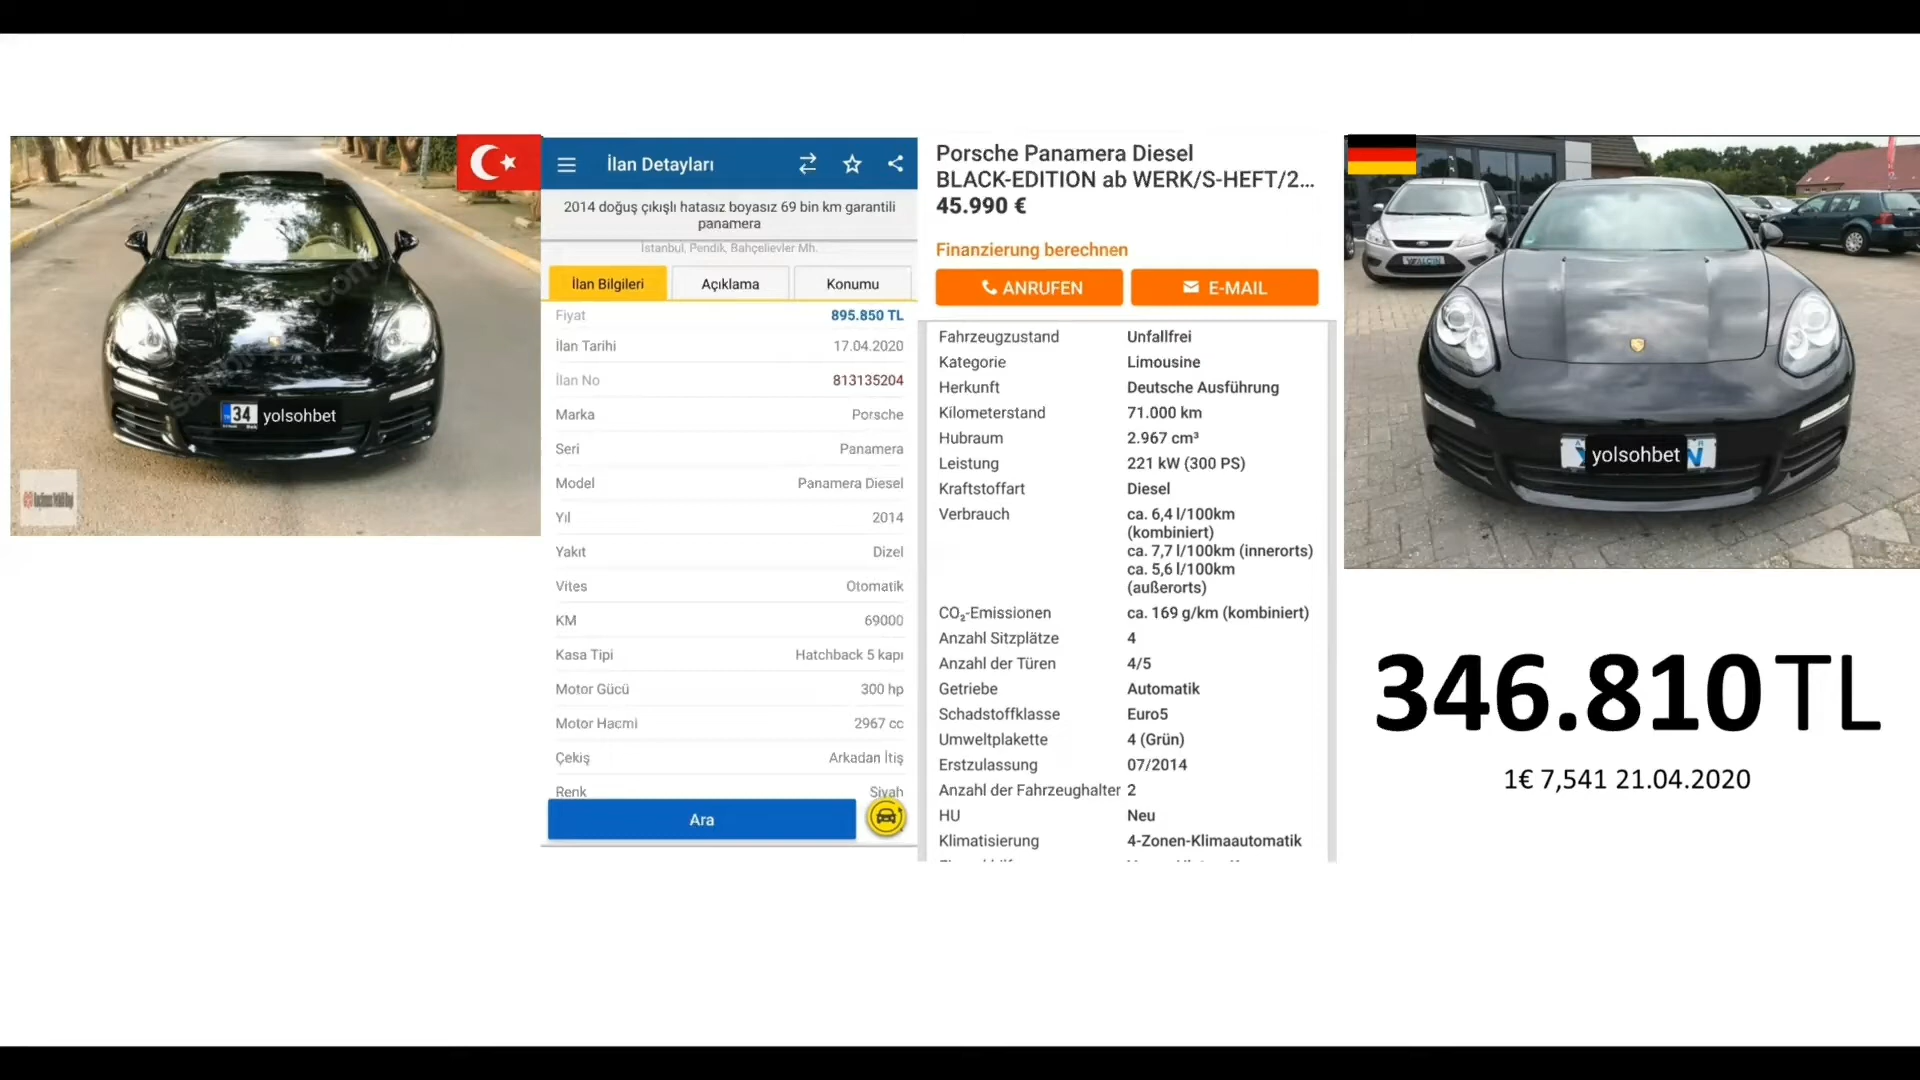 34 yolsohbet
İlan Detayları
2014 doğuş çıkışlı hatasız boyasız 69 bin km garantili
panamera
İstanbul, Pendik, Bahçelievler Mh.
İlan Bilgileri Açıklama Konumu
Fiyat 895.850 TL
İlan Tarihi 17.04.2020
İlan No 813135204
Marka Porsche
Seri Panamera
Model Panamera Diesel
Yıl 2014
Yakıt Dizel
Vites Otomatik
KM 69000
Kasa Tipi Hatchback 5 kapı
Motor Gücü 300 hp
Motor Hacmi 2967 cc
Çekiş Arkadan İtiş
Renk Siyah
Ara
Porsche Panamera Diesel
BLACK-EDITION ab WERK/S-HEFT/2...
45.990 €
Finanzierung berechnen
ANRUFEN E-MAIL
Fahrzeugzustand Unfallfrei
Kategorie Limousine
Herkunft Deutsche Ausführung
Kilometerstand 71.000 km
Hubraum 2.967 cm³
Leistung 221 kW (300 PS)
Kraftstoffart Diesel
Verbrauch ca. 6,4 l/100km
(kombiniert)
ca. 7,7 l/100km (innerorts)
ca. 5,6 l/100km
(außerorts)
CO₂-Emissionen ca. 169 g/km (kombiniert)
Anzahl Sitzplätze 4
Anzahl der Türen 4/5
Getriebe Automatik
Schadstoffklasse Euro5
Umweltplakette 4 (Grün)
Erstzulassung 07/2014
Anzahl der Fahrzeughalter 2
HU Neu
Klimatisierung 4-Zonen-Klimaautomatik
yolsohbet
346.810 TL
1€ 7,541 21.04.2020